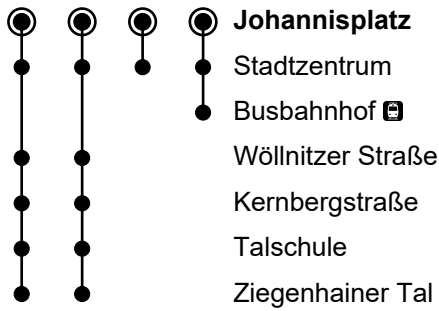 Johannisplatz
Stadtzentrum
Busbahnhof
Wöllnitzer Straße
Kernbergstraße
Talschule
Ziegenhainer Tal